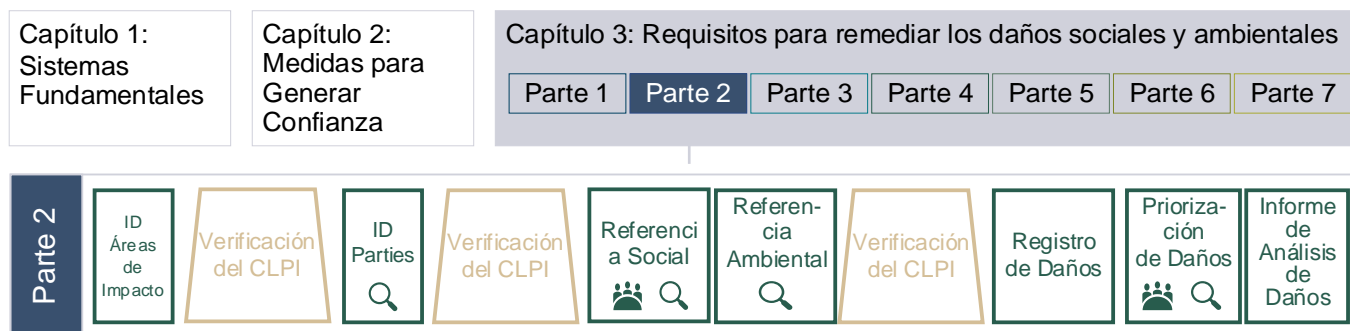 Capítulo 1:
Sistemas
Fundamentales
Capítulo 2:
Medidas para
Generar
Confianza
Capítulo 3: Requisitos para remediar los daños sociales y ambientales
Parte 1
Parte 2
Parte 3
Parte 4
Parte 5
Parte 6
Parte 7
Parte 2
ID
Áreas
de
Impacto
Verificación
del CLPI
ID
Parties
Verificación
del CLPI
Referenci
a Social
Referen-
cia
Ambiental
Verificación
del CLPI
Registro
de Daños
Prioriza-
ción
de Daños
Informe
de
Análisis
de
Daños